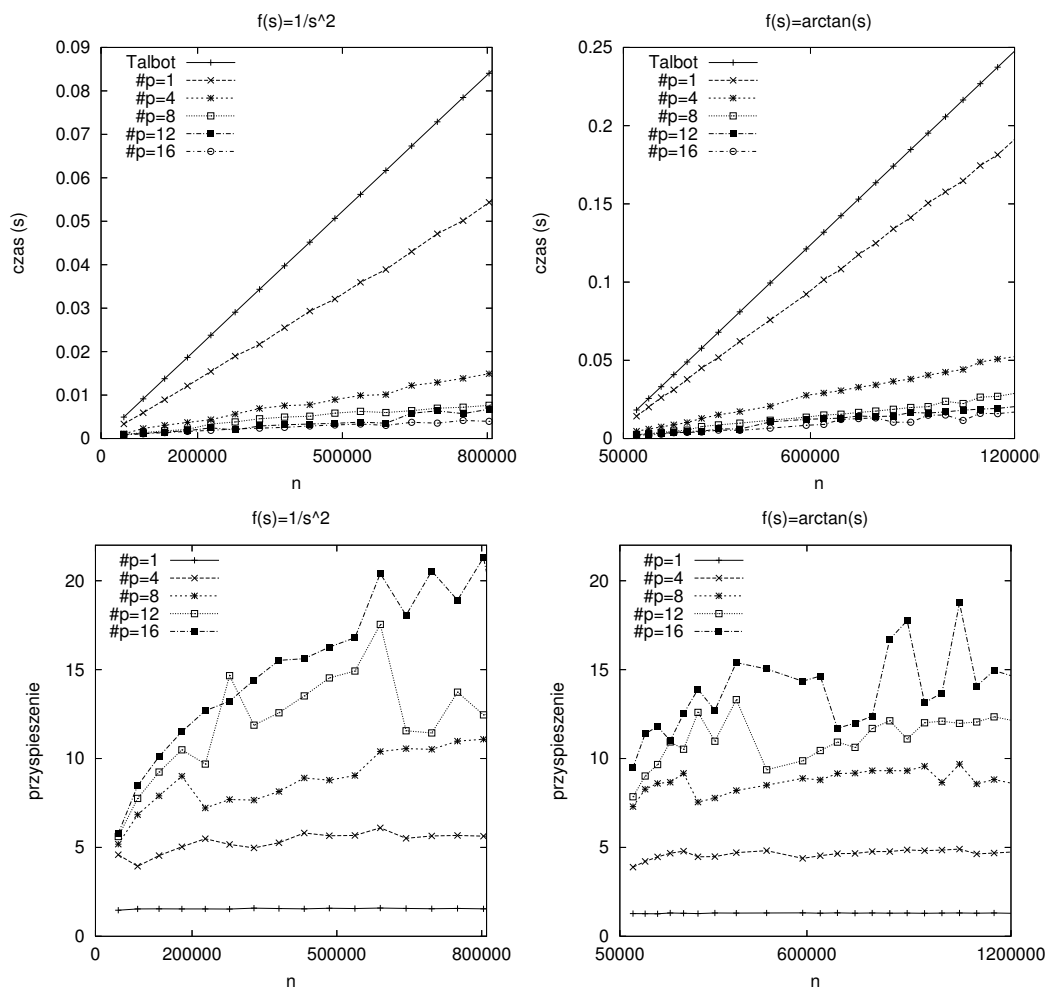 f(s)=1/s^2
0.09
0.08
0.07
0.06
0.05
0.04
0.03
0.02
0.01
0
czas (s)
Talbot
#p=1
#p=4
#p=8
#p=12
#p=16
0
200000
500000
800000
n
f(s)=arctan(s)
0.25
0.2
0.15
0.1
0.05
0
czas (s)
Talbot
#p=1
#p=4
#p=8
#p=12
#p=16
50000
600000
120000
n
f(s)=1/s^2
20
15
10
5
0
przyspieszenie
#p=1
#p=4
#p=8
#p=12
#p=16
0
200000
500000
800000
n
f(s)=arctan(s)
20
15
10
5
0
przyspieszenie
#p=1
#p=4
#p=8
#p=12
#p=16
50000
600000
1200000
n